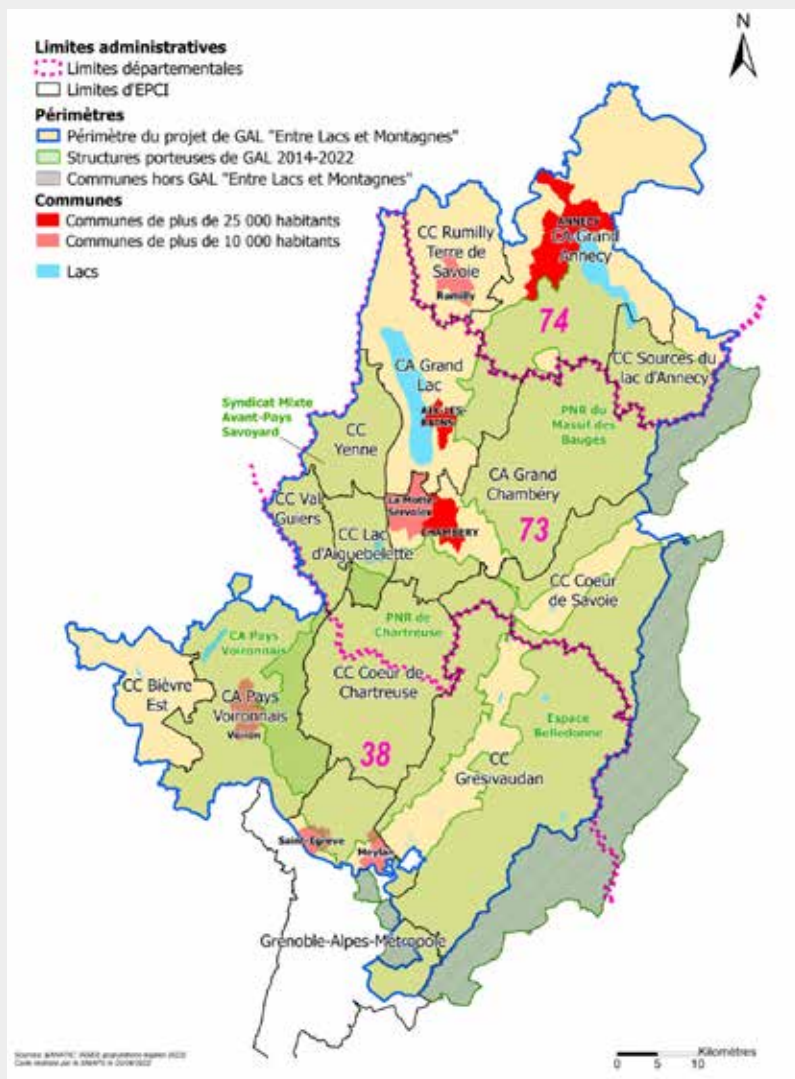 N
Limites administratives
Limites départementales
Limites d'EPCI
Périmètres
Périmètre du projet de GAL "Entre Lacs et Montagnes"
Structures porteuses de GAL 2014-2022
Communes hors GAL "Entre Lacs et Montagnes"
Communes
Communes de plus de 25 000 habitants
Communes de plus de 10 000 habitants
Lacs
CC Rumilly
Terre de
Savoie
Rumilly
ANNECY
CA Grand
Annecy
74
CC Sources du
lac d'Annecy
CA Grand
Lac
AIX-LES-
BAINS
Syndicat Mixte
Avant-Pays
Savoyard
PNR du
Massif des
Bauges
CC
Yenne
CA Grand
Chambéry
La Motte
Servolex
CHAMBERY
73
CC Val
Guiers
CC Lac
d'Aiguebelette
CC Coeur
de Savoie
PNR de
Chartreuse
CA Pays
Voironnais
CC Coeur de
Chartreuse
CC Bièvre
Est
CA Pays
Voironnais
Voiron
38
Espace
Belledonne
CC
Grésivaudan
Saint-Egrève
Meylan
Grenoble-Alpes-Métropole
Kilomètres
0 5 10